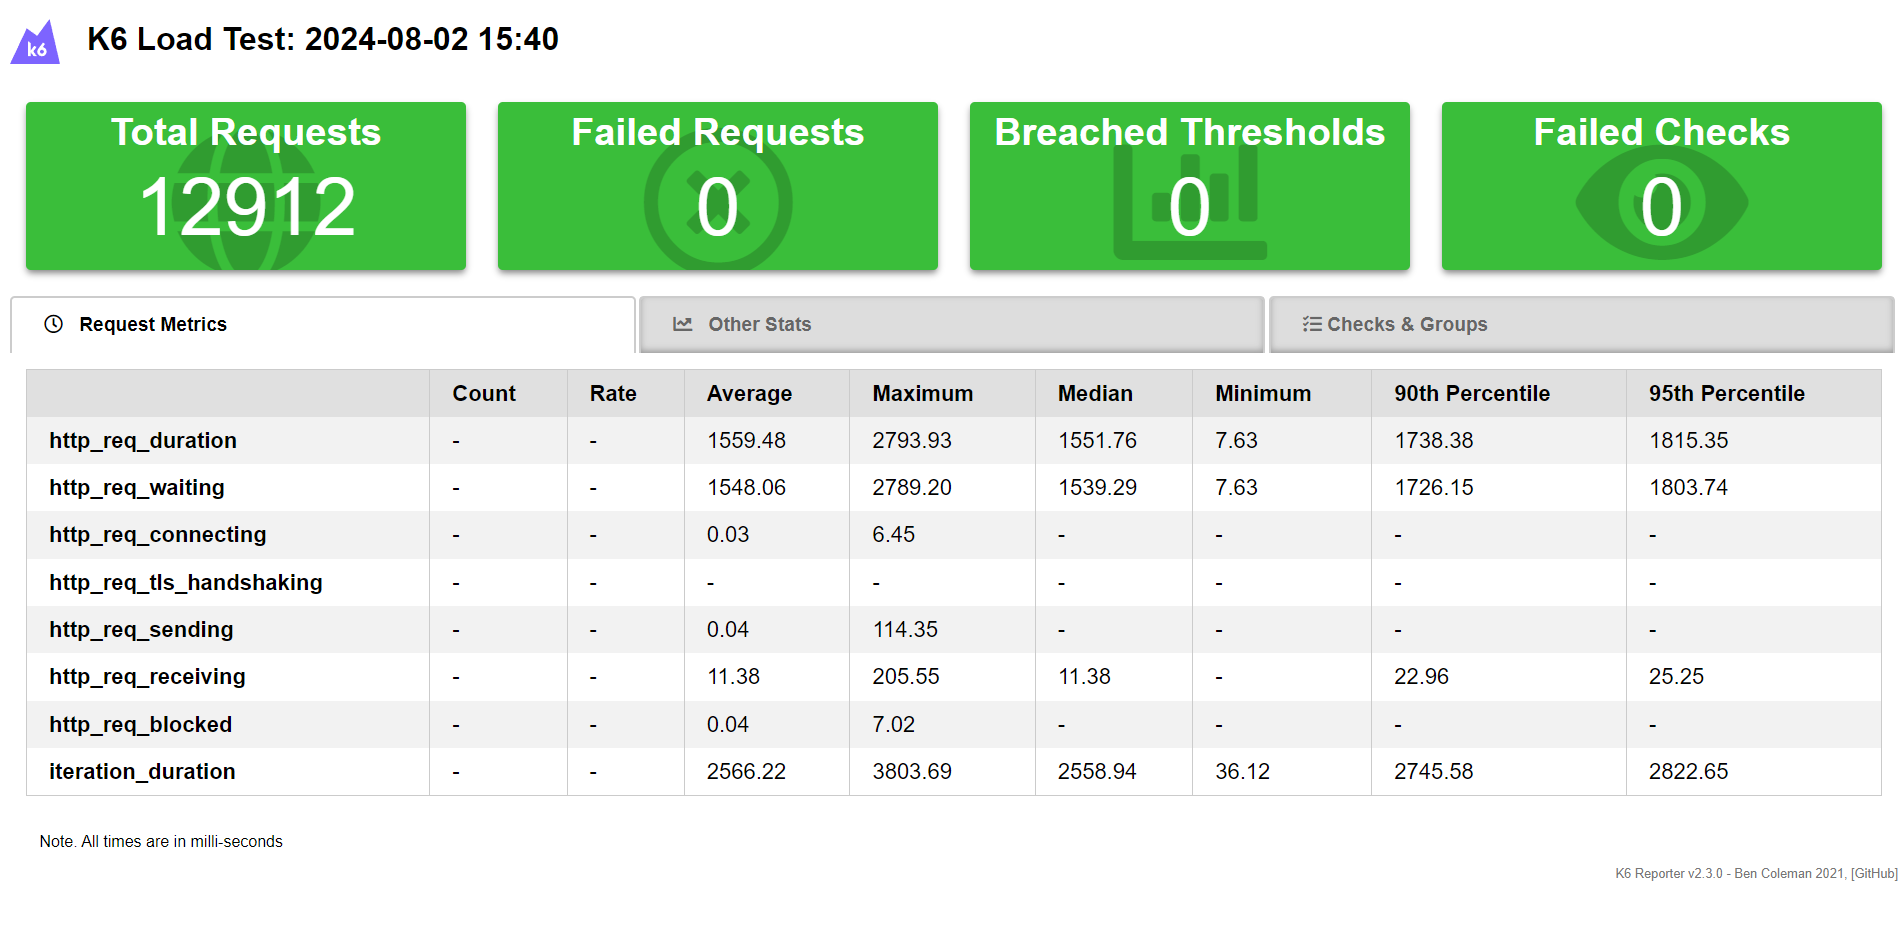 k6
K6 Load Test: 2024-08-02 15:40
Total Requests
12912
Failed Requests
0
Breached Thresholds
0
Failed Checks
0
Request Metrics
Other Stats
Checks & Groups
Count Rate Average Maximum Median Minimum 90th Percentile 95th Percentile
http_req_duration - - 1559.48 2793.93 1551.76 7.63 1738.38 1815.35
http_req_waiting - - 1548.06 2789.20 1539.29 7.63 1726.15 1803.74
http_req_connecting - - 0.03 6.45 - - - -
http_req_tls_handshaking - - - - - - - -
http_req_sending - - 0.04 114.35 - - - -
http_req_receiving - - 11.38 205.55 11.38 - 22.96 25.25
http_req_blocked - - 0.04 7.02 - - - -
iteration_duration - - 2566.22 3803.69 2558.94 36.12 2745.58 2822.65
Note. All times are in milli-seconds
K6 Reporter v2.3.0 - Ben Coleman 2021, [GitHub]